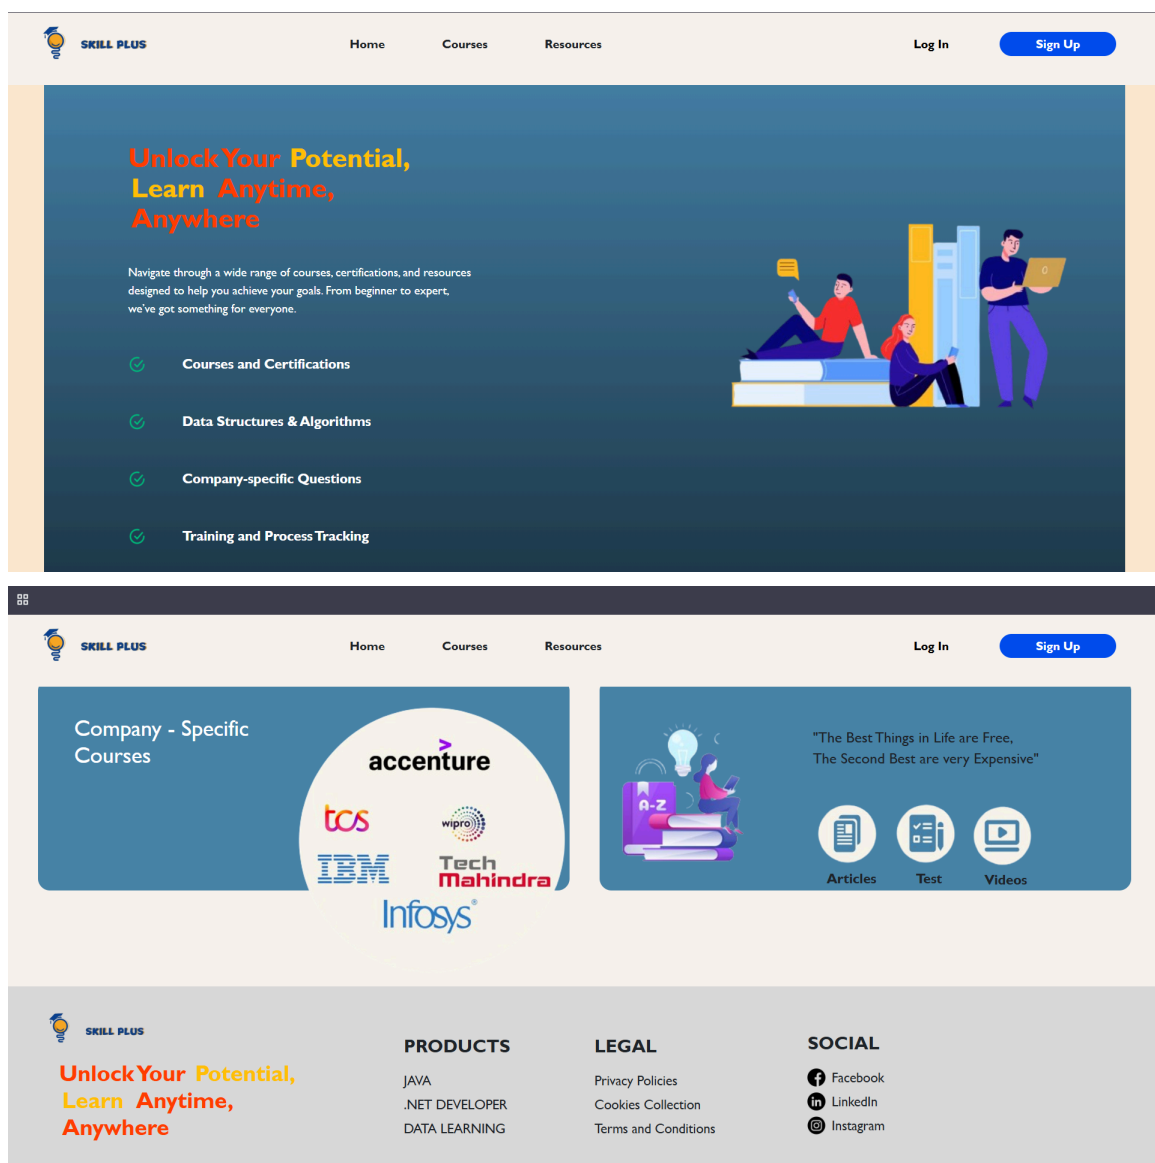 SKILL PLUS
Home
Courses
Resources
Log In
Sign Up
Unlock Your Potential,
Learn Anytime,
Anywhere
Navigate through a wide range of courses, certifications, and resources
designed to help you achieve your goals. From beginner to expert,
we've got something for everyone.
Courses and Certifications
Data Structures & Algorithms
Company-specific Questions
Training and Process Tracking
SKILL PLUS
Home
Courses
Resources
Log In
Sign Up
Company - Specific
Courses
accenture
tcs
wipro
IBM
Tech
Mahindra
Infosys®
A-Z
"The Best Things in Life are Free,
The Second Best are very Expensive"
Articles
Test
Videos
SKILL PLUS
Unlock Your Potential,
Learn Anytime,
Anywhere
PRODUCTS
JAVA
.NET DEVELOPER
DATA LEARNING
LEGAL
Privacy Policies
Cookies Collection
Terms and Conditions
SOCIAL
Facebook
in LinkedIn
Instagram